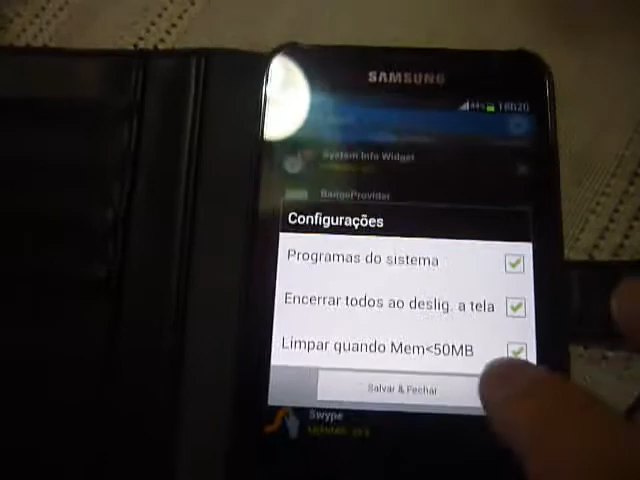 SAMSUNG
18h20
System Info Widget
BadgeProvider
Configurações
Programas do sistema
Encerrar todos ao deslig. a tela
Limpar quando Mem<50MB
Salvar & Fechar
Swype